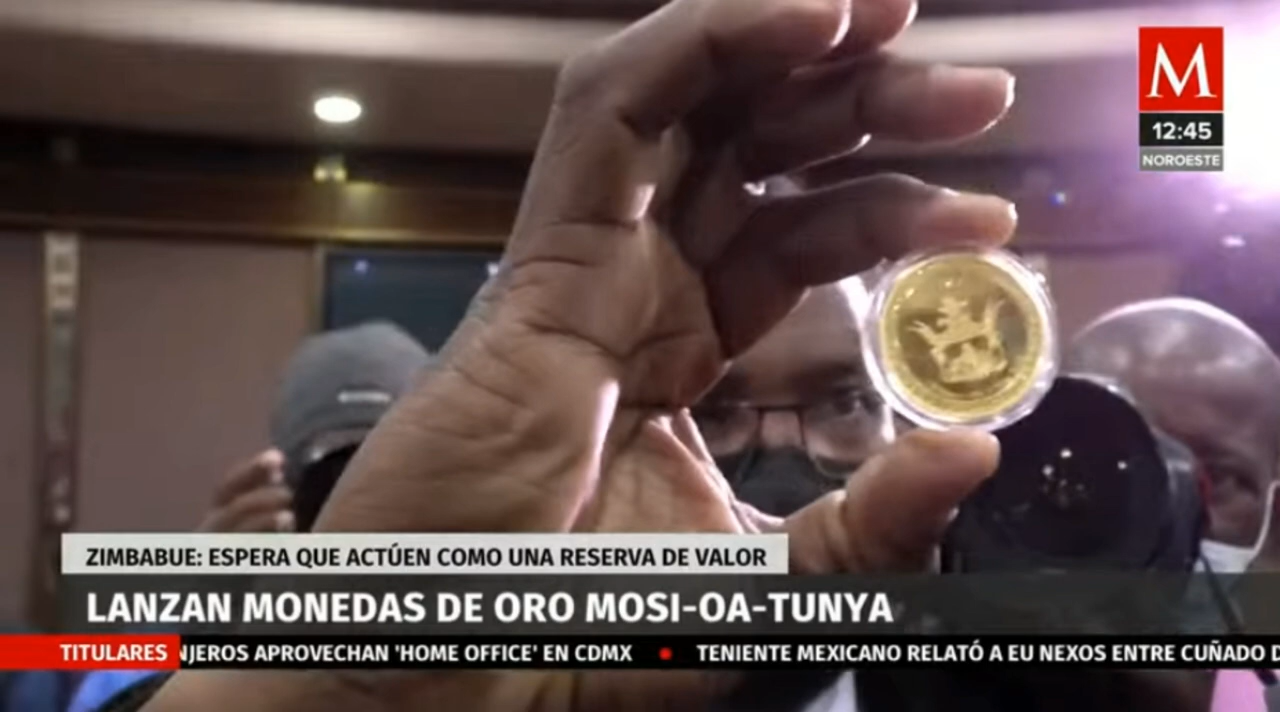 M
12:45
NOROESTE
ZIMBABUE: ESPERA QUE ACTÚEN COMO UNA RESERVA DE VALOR
LANZAN MONEDAS DE ORO MOSI-OA-TUNYA
TITULARES NJEROS APROVECHAN 'HOME OFFICE' EN CDMX • TENIENTE MEXICANO RELATÓ A EU NEXOS ENTRE CUÑADO D